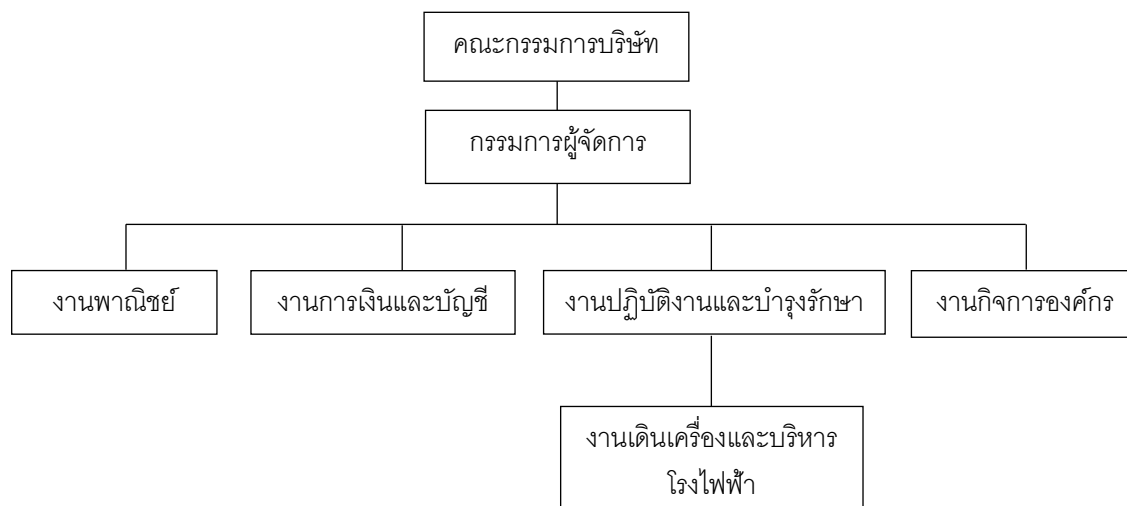 คณะกรรมการบริษัท
กรรมการผู้จัดการ
งานพาณิชย์
งานการเงินและบัญชี
งานปฏิบัติงานและบำรุงรักษา
งานกิจการองค์กร
งานเดินเครื่องและบริหาร
โรงไฟฟ้า